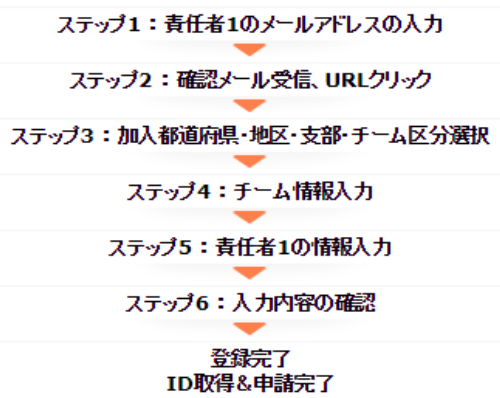 ステップ1：責任者1のメールアドレスの入力
ステップ2：確認メール受信、URLクリック
ステップ3：加入都道府県･地区･支部･チーム区分選択
ステップ4：チーム情報入力
ステップ5：責任者1の情報入力
ステップ6：入力内容の確認
登録完了
ID取得＆申請完了